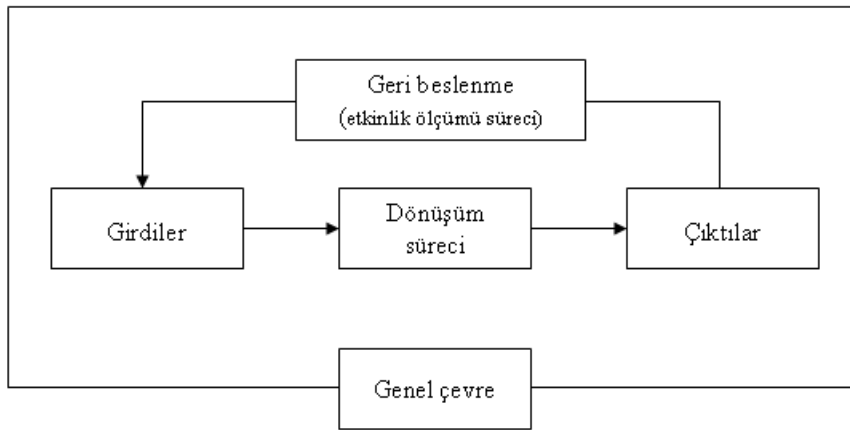 Geri beslenme
(etkinlik ölçümü süreci)
Girdiler
Dönüşüm
süreci
Çıktılar
Genel çevre